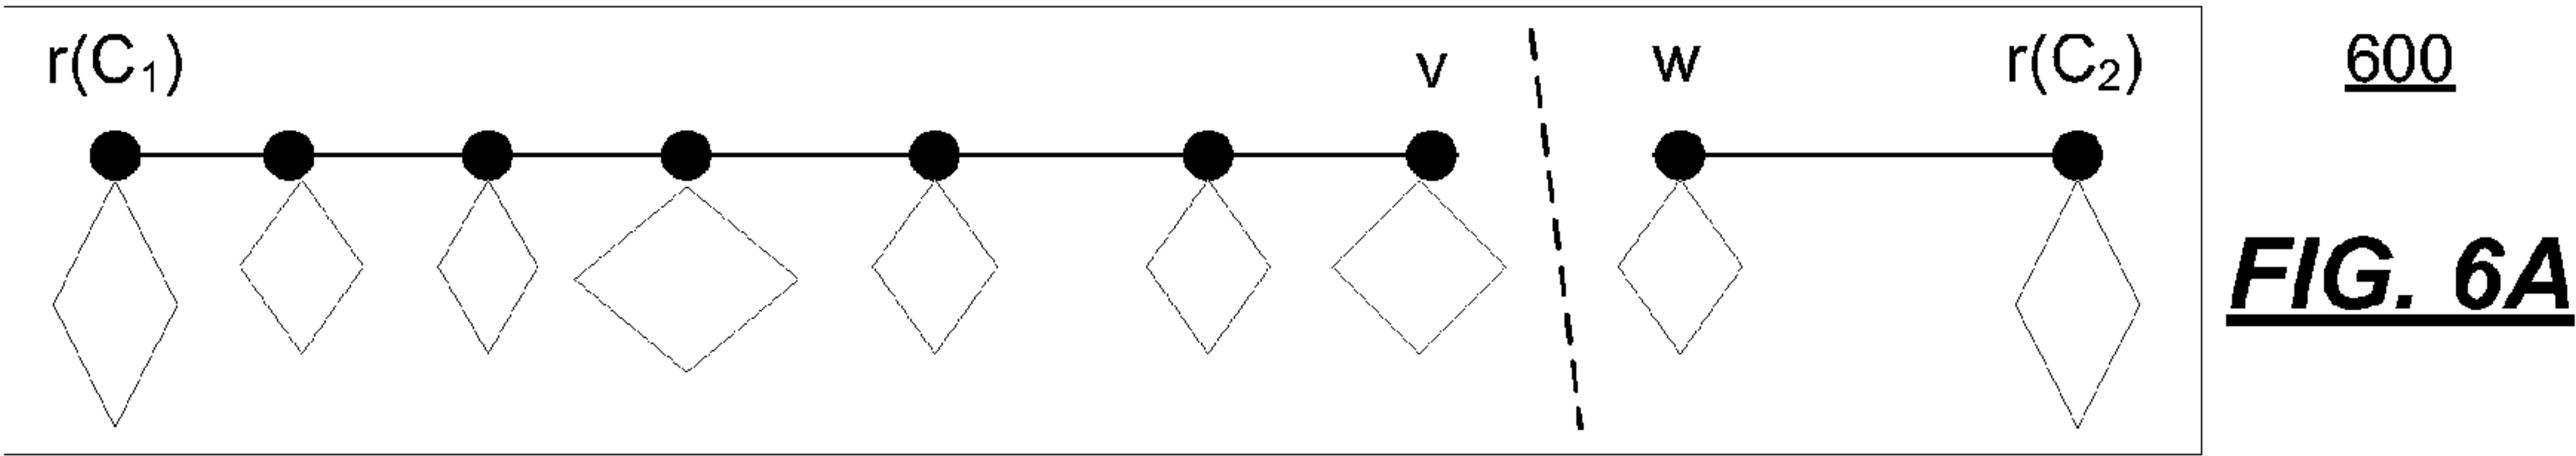 r(C₁) v w r(C₂) 600
FIG. 6A